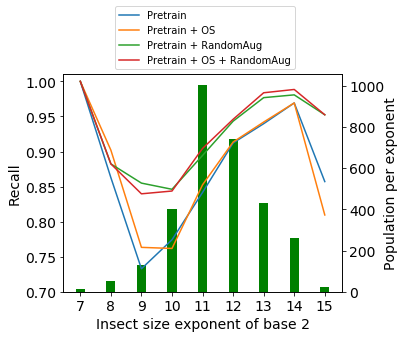 Pretrain
Pretrain + OS
Pretrain + RandomAug
Pretrain + OS + RandomAug
1.00
0.95
0.90
0.85
0.80
0.75
0.70
Recall
1000
800
600
400
200
0
Population per exponent
7 8 9 10 11 12 13 14 15
Insect size exponent of base 2